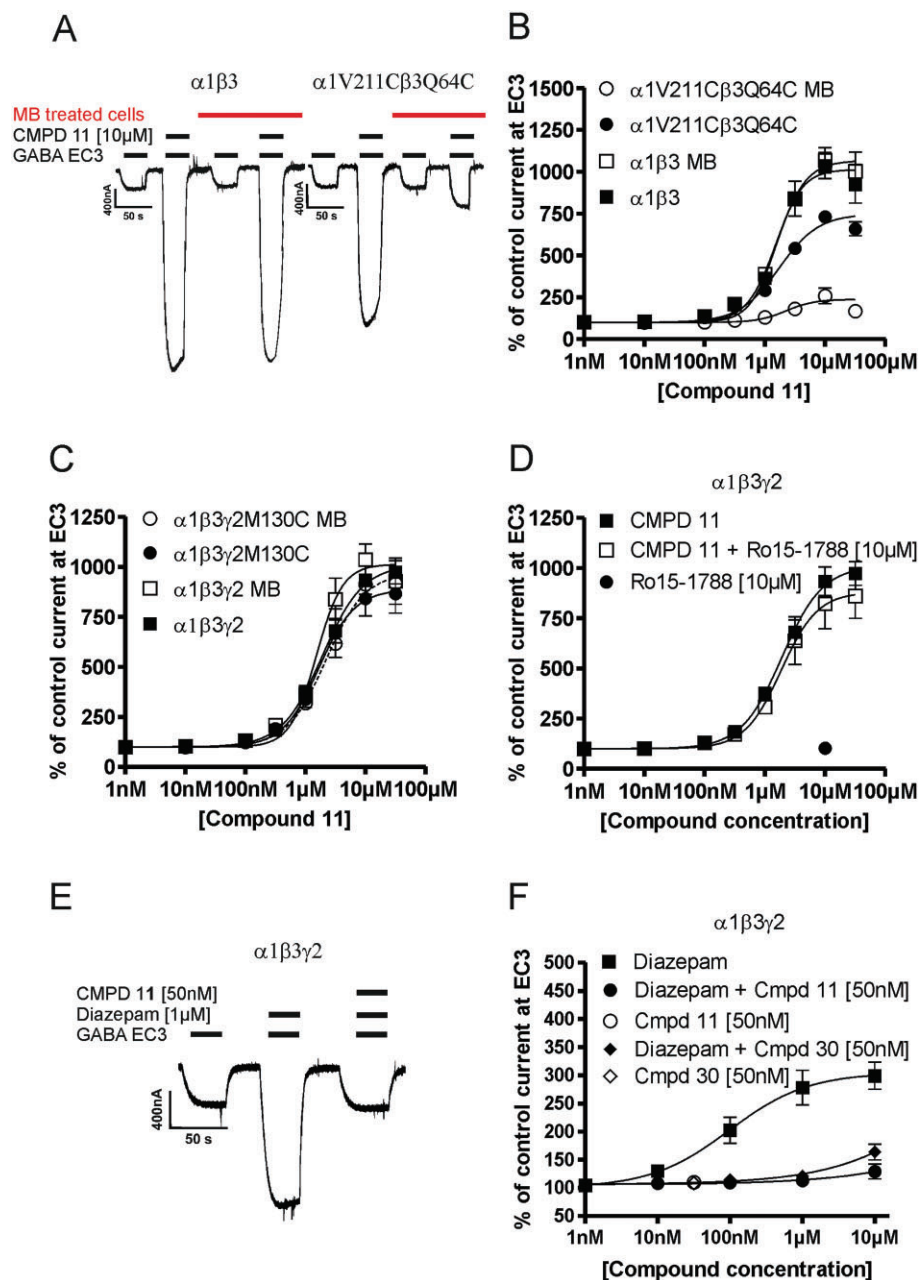 A
α1β3
α1V211Cβ3Q64C
MB treated cells
CMPD 11 [10µM]
GABA EC3
400nA
50 s
400nA
50 s
B
% of control current at EC3
1500
1250
1000
750
500
250
0
1nM 10nM 100nM 1µM 10µM 100µM
[Compound 11]
α1V211Cβ3Q64C MB
α1V211Cβ3Q64C
α1β3 MB
α1β3
C
% of control current at EC3
1250
1000
750
500
250
0
1nM 10nM 100nM 1µM 10µM 100µM
[Compound 11]
α1β3γ2M130C MB
α1β3γ2M130C
α1β3γ2 MB
α1β3γ2
D
α1β3γ2
% of control current at EC3
1250
1000
750
500
250
0
1nM 10nM 100nM 1µM 10µM 100µM
[Compound concentration]
CMPD 11
CMPD 11 + Ro15-1788 [10µM]
Ro15-1788 [10µM]
E
α1β3γ2
CMPD 11 [50nM]
Diazepam [1µM]
GABA EC3
400nA
50 s
F
α1β3γ2
% of control current at EC3
500
450
400
350
300
250
200
150
100
50
1nM 10nM 100nM 1µM 10µM
[Compound concentration]
Diazepam
Diazepam + Cmpd 11 [50nM]
Cmpd 11 [50nM]
Diazepam + Cmpd 30 [50nM]
Cmpd 30 [50nM]